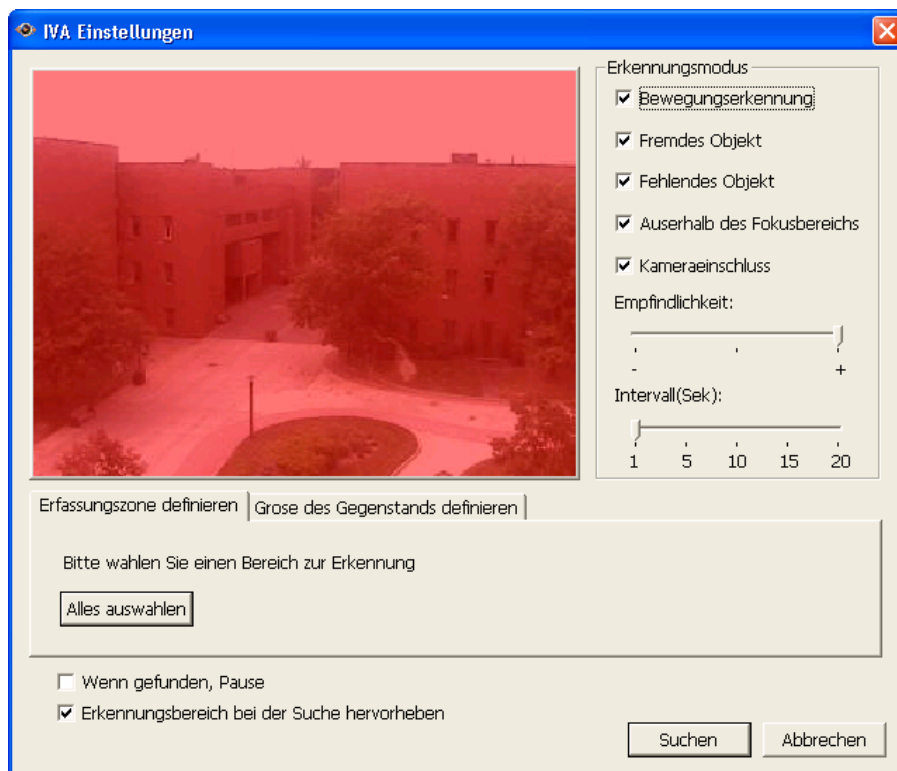 IVA Einstellungen
Erkennungsmodus
Bewegungserkennung
Fremdes Objekt
Fehlendes Objekt
Auserhalb des Fokusbereichs
Kameraeinschluss
Empfindlichkeit:
- +
Intervall(Sek):
1 5 10 15 20
Erfassungszone definieren Grose des Gegenstands definieren
Bitte wahlen Sie einen Bereich zur Erkennung
Alles auswahlen
Wenn gefunden, Pause
Erkennungsbereich bei der Suche hervorheben
Suchen Abbrechen